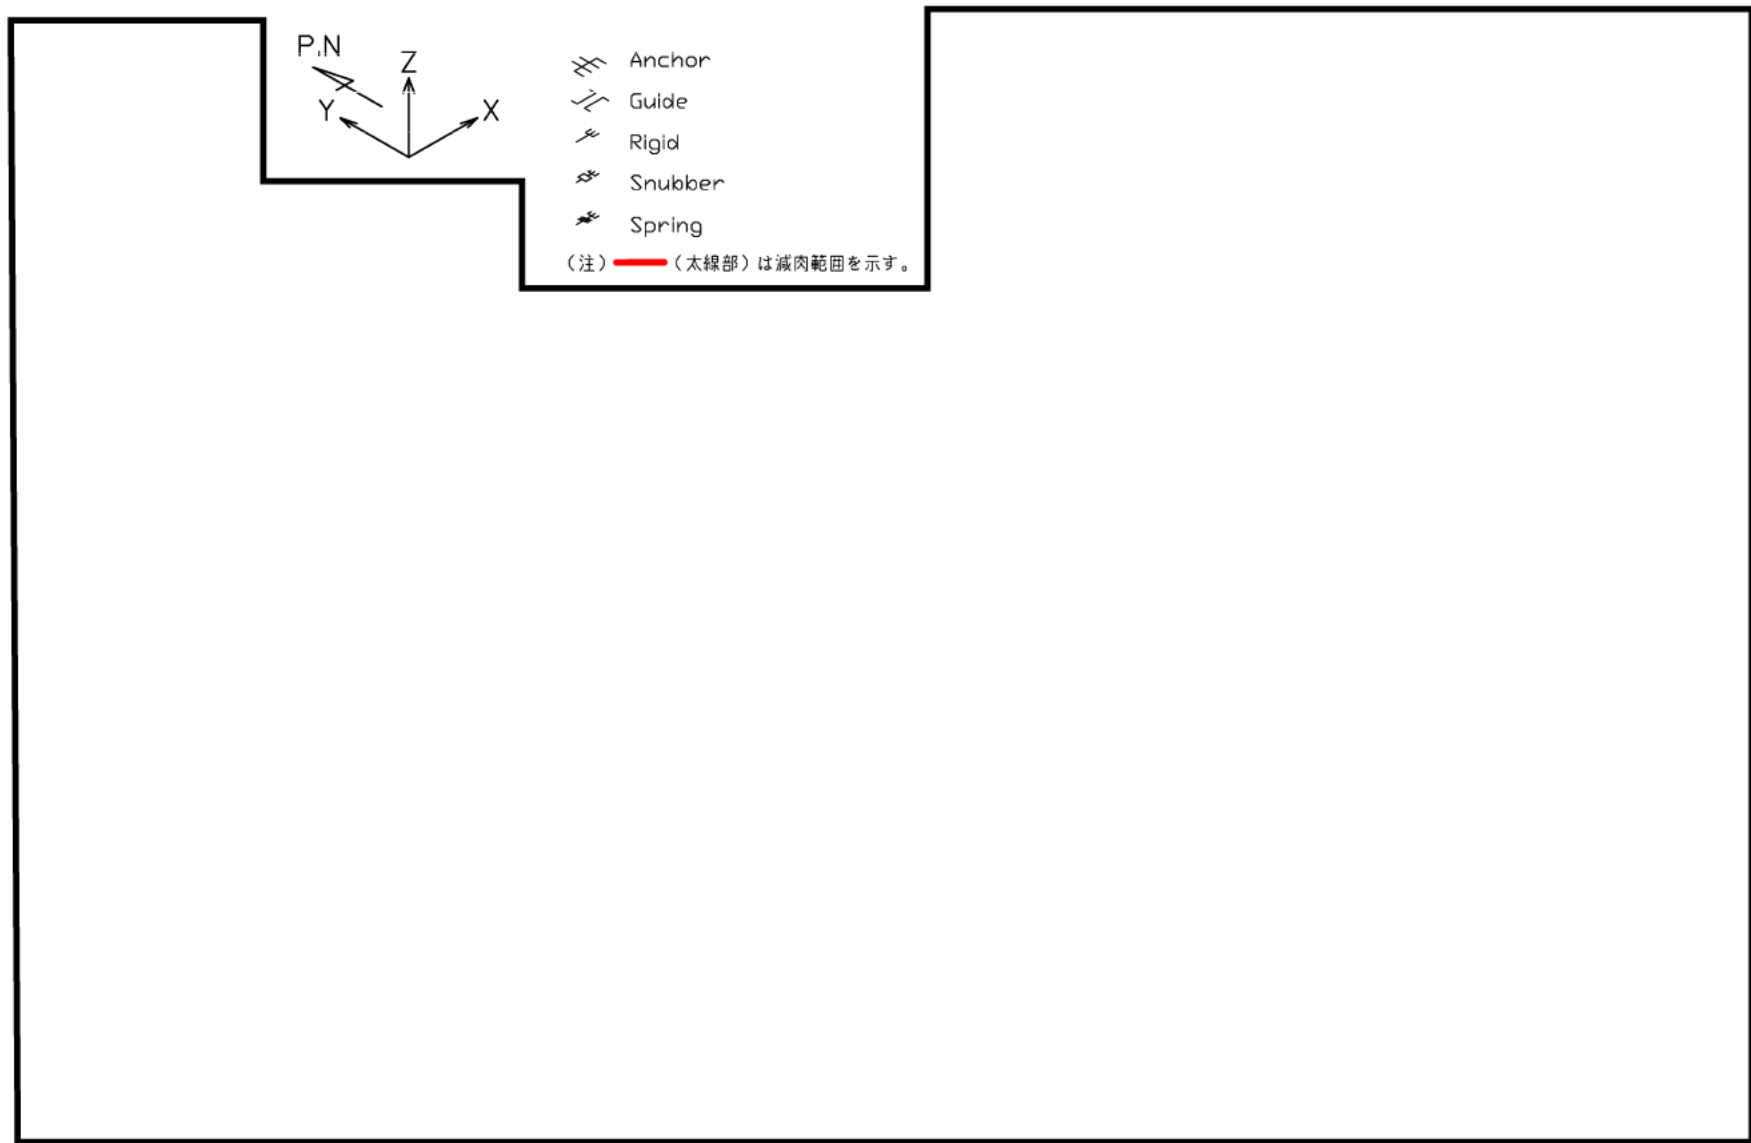 P.N
Z
Y
X
Anchor
Guide
Rigid
Snubber
Spring
(注) (太線部) は減肉範囲を示す。